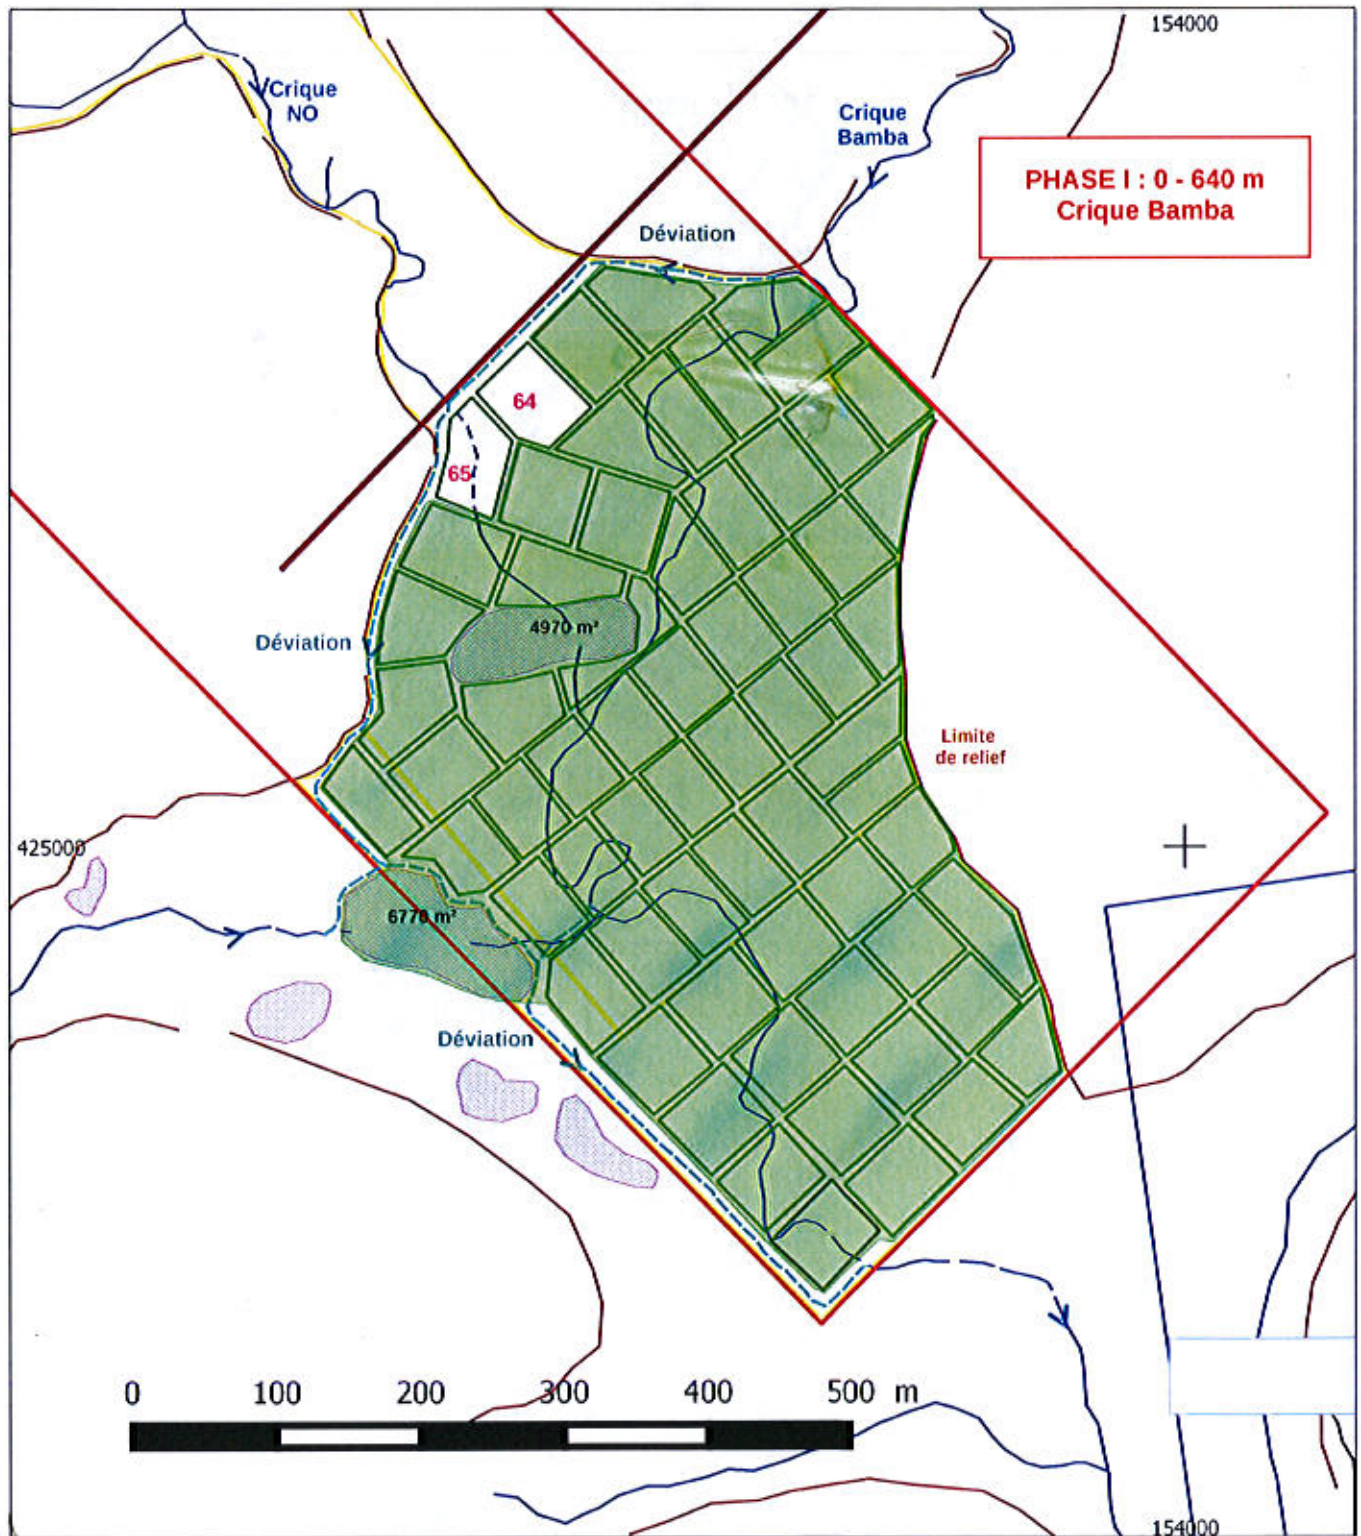 154000
Crique
NO
Crique
Bamba
PHASE I : 0 - 640 m
Crique Bamba
Déviation
64
65
4970 m²
Déviation
Limite
de relief
425000
6770 m²
Déviation
0 100 200 300 400 500 m
154000